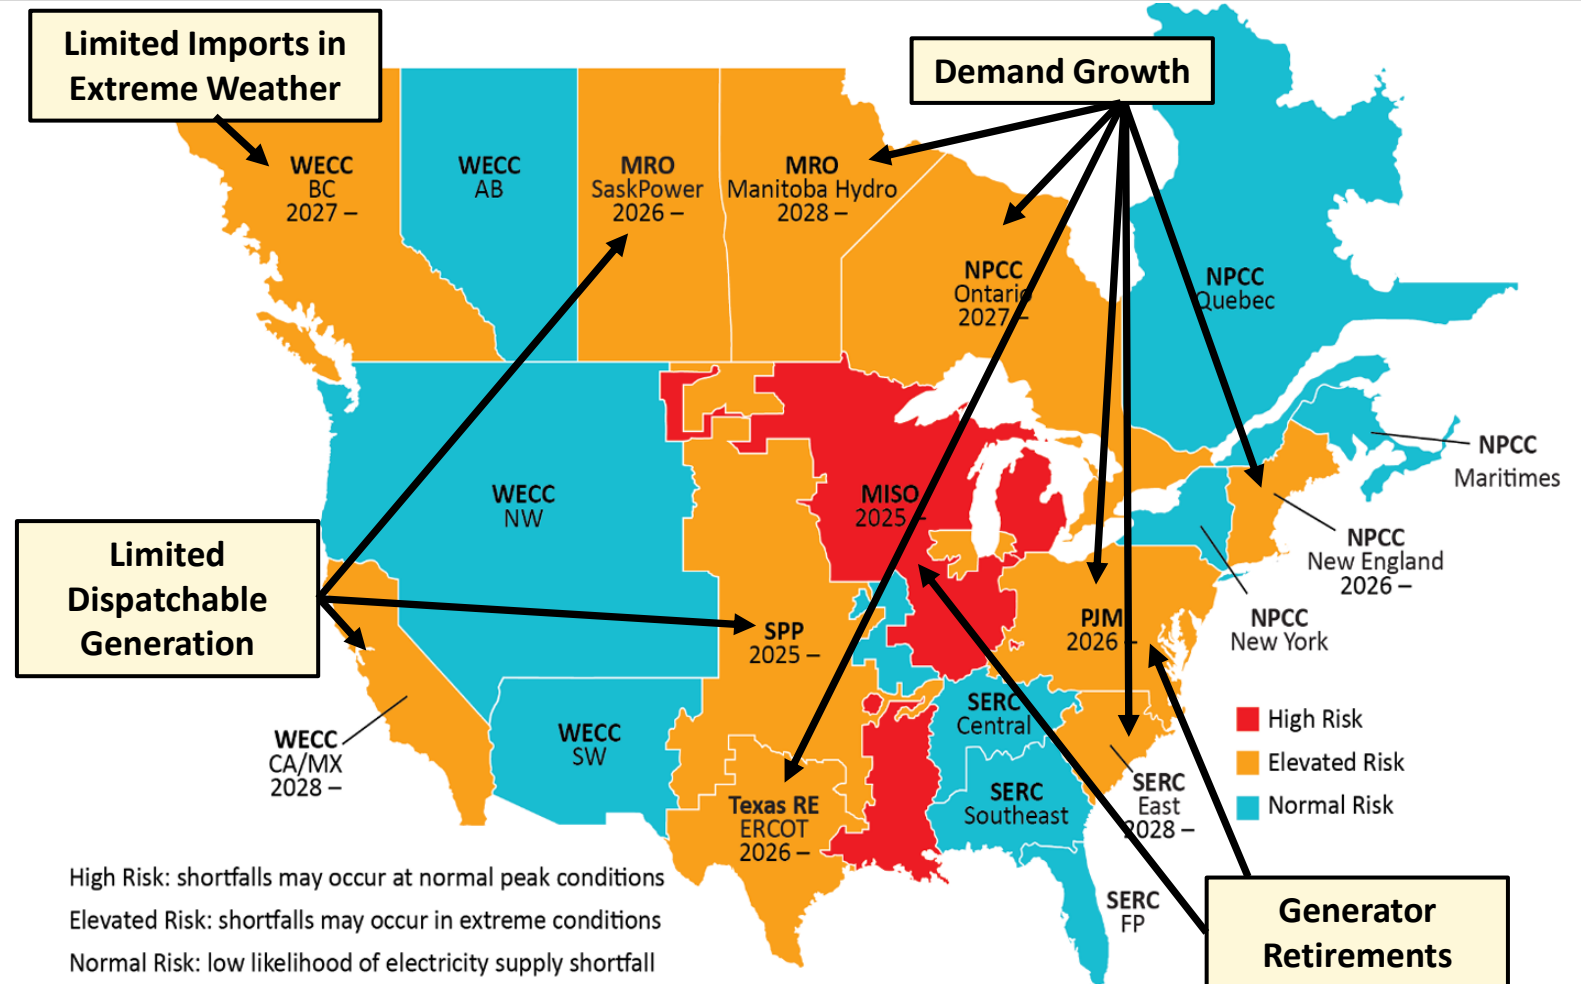 Limited Imports in
Extreme Weather
Demand Growth
WECC
BC
2027 –
WECC
AB
MRO
SaskPower
2026 –
MRO
Manitoba Hydro
2028 –
NPCC
Ontario
2027 –
NPCC
Quebec
NPCC
Maritimes
WECC
NW
MISO
2025 –
NPCC
New England
2026 –
Limited
Dispatchable
Generation
SPP
2025 –
PJM
2026 –
NPCC
New York
WECC
CA/MX
2028 –
WECC
SW
SERC
Central
High Risk
Elevated Risk
Normal Risk
Texas RE
ERCOT
2026 –
SERC
Southeast
SERC
East
2028 –
SERC
FP
High Risk: shortfalls may occur at normal peak conditions
Elevated Risk: shortfalls may occur in extreme conditions
Normal Risk: low likelihood of electricity supply shortfall
Generator
Retirements